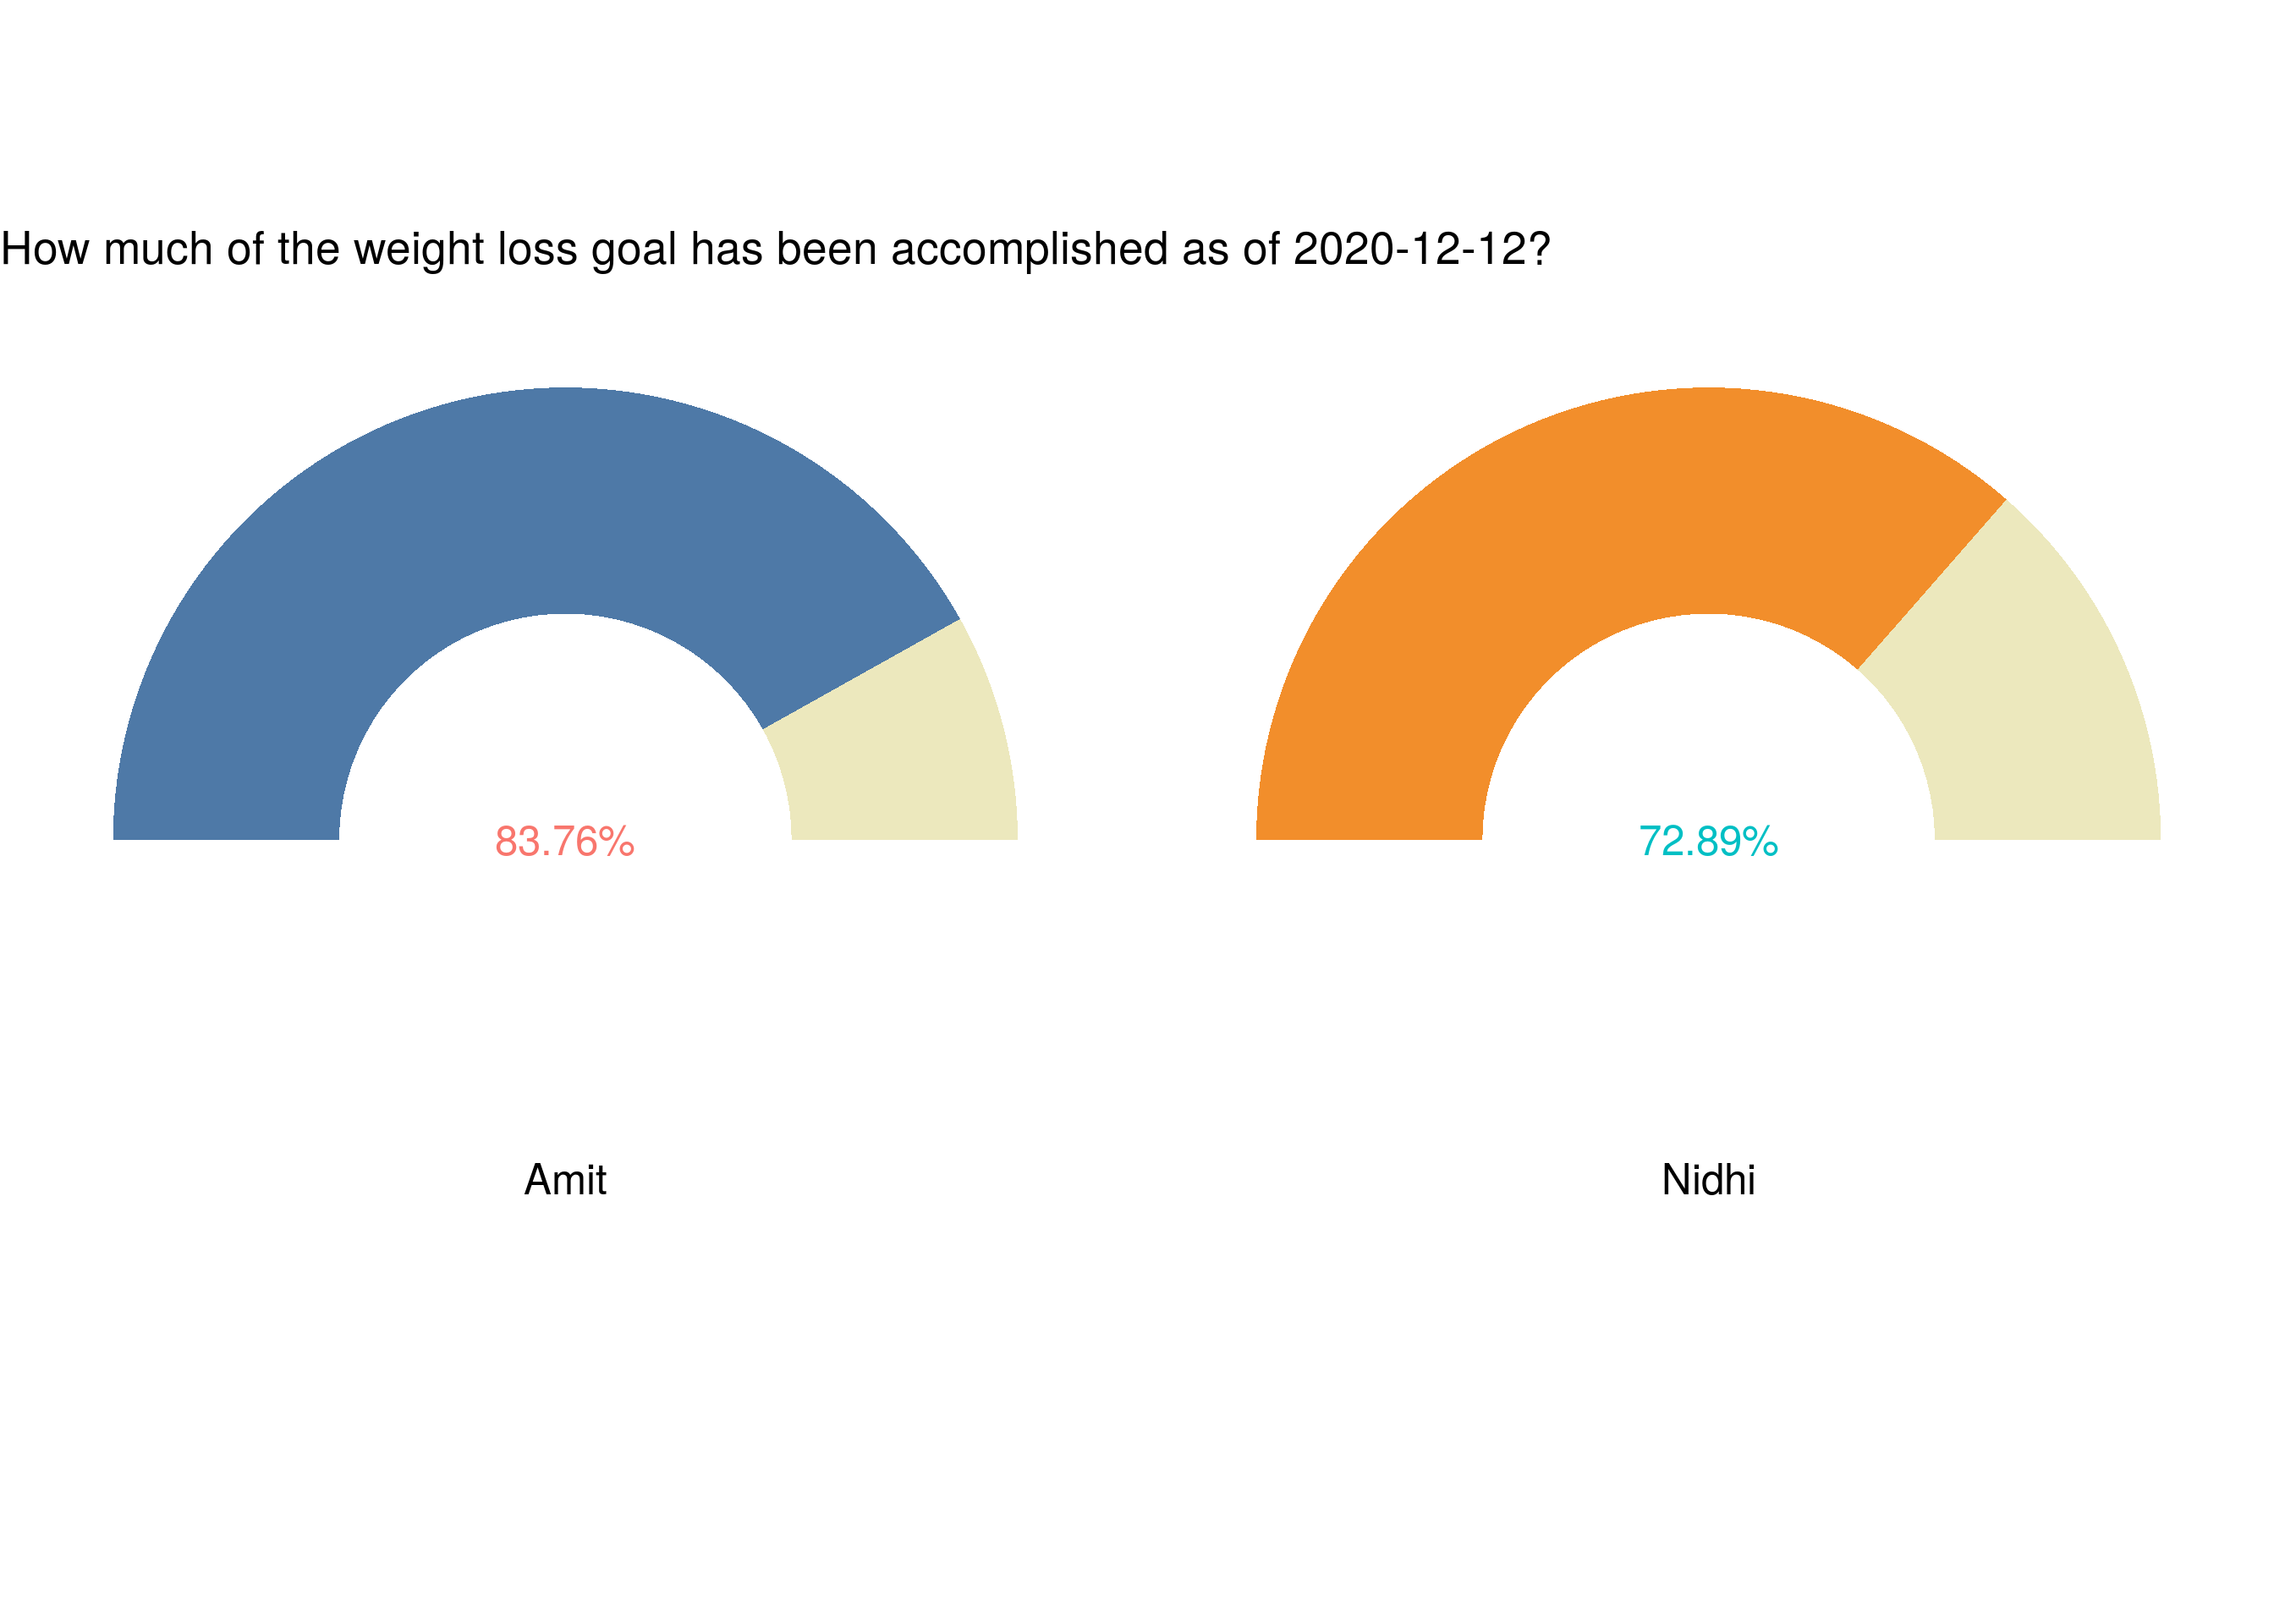 How much of the weight loss goal has been accomplished as of 2020-12-12?
83.76%
72.89%
Amit
Nidhi